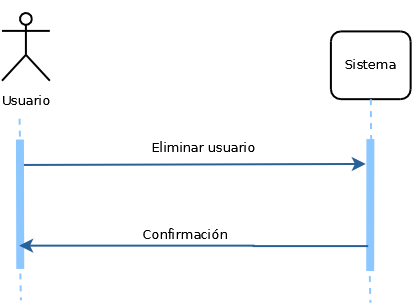 Usuario
Sistema
Eliminar usuario
Confirmación